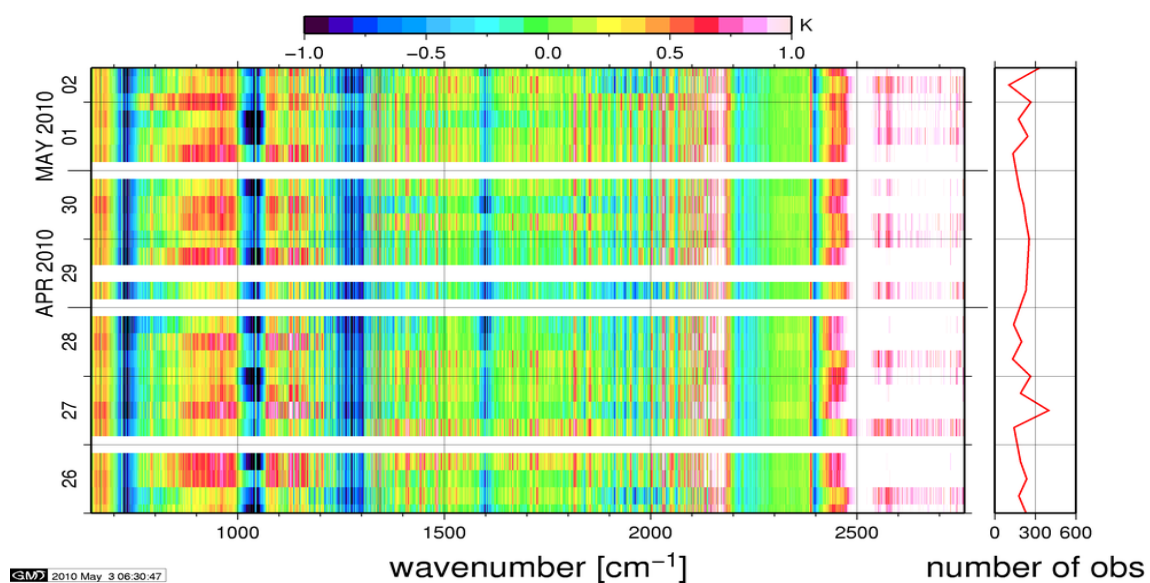 K
−1.0 −0.5 0.0 0.5 1.0
MAY 2010
02
01
APR 2010
30
29
28
27
26
1000 1500 2000 2500
0 300 600
wavenumber [cm⁻¹]
number of obs
GMT 2010 May 3 06:30:47